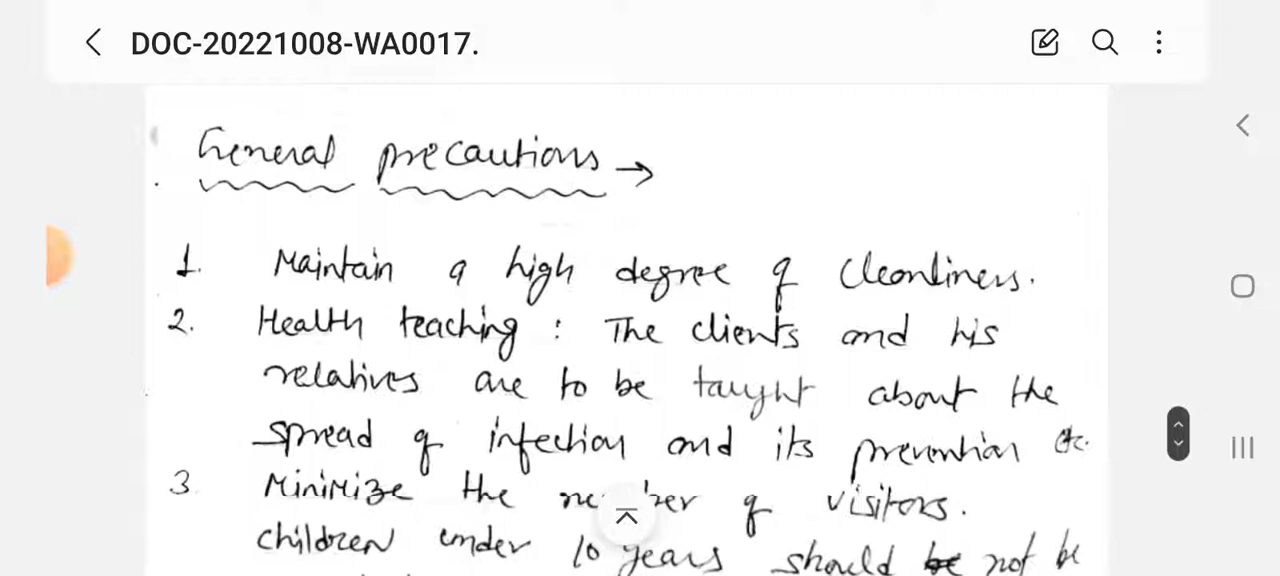 DOC-20221008-WA0017.
General precautions →
1. Maintain a high degree of cleanliness.
2. Health teaching : The clients and his
relatives are to be taught about the
spread of infection and its prevention etc.
3. Minimize the of visitors.
children under 10 years should be not be